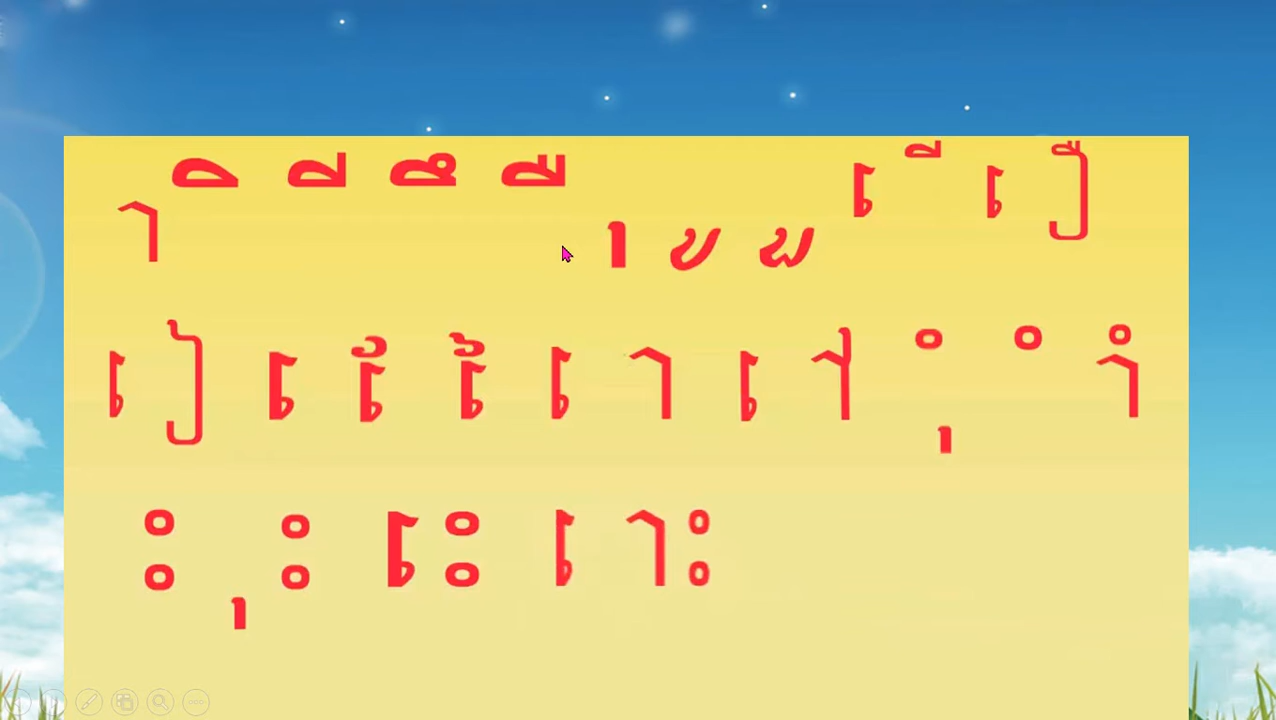 ា ិ ី ឹ ឺ ុ ូ ួ ើ ឿ
ៀ េ ែ ៃ ោ ៅ ុំ ំ ាំ
ះ ុះ េះ ោះ